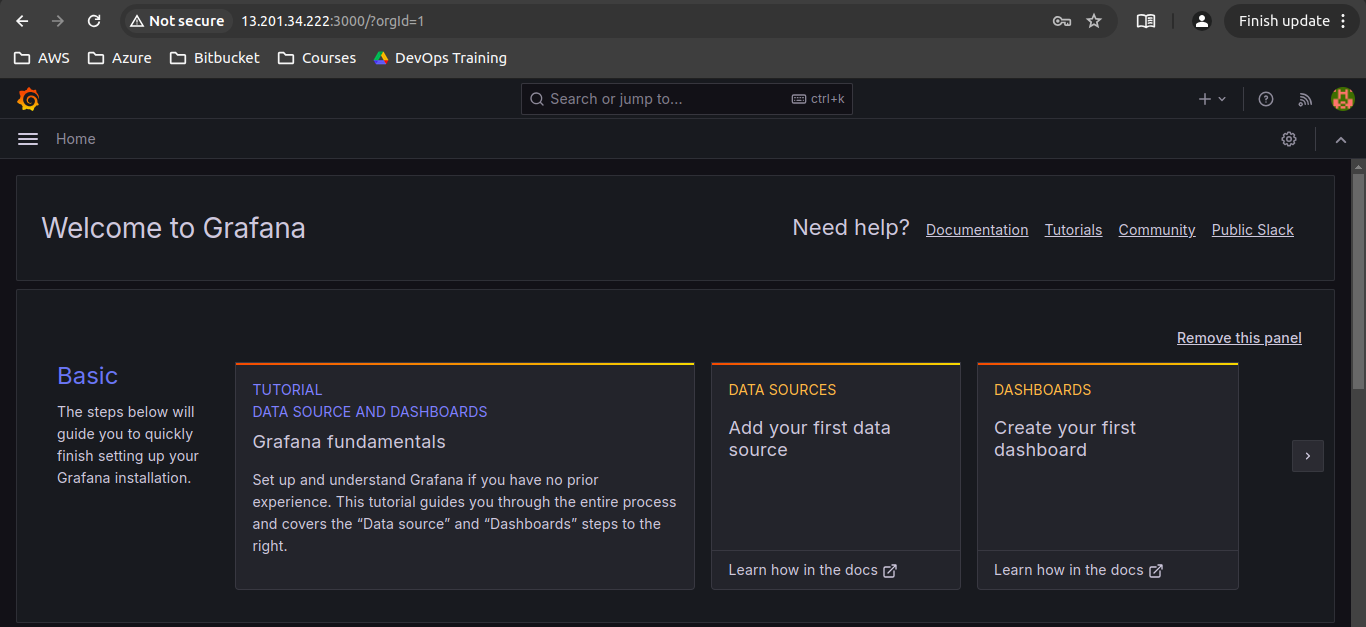 Not secure 13.201.34.222:3000/?orgId=1 Finish update
AWS Azure Bitbucket Courses DevOps Training
Search or jump to... ctrl+k
Home
Welcome to Grafana
Need help? Documentation Tutorials Community Public Slack
Remove this panel
Basic
The steps below will
guide you to quickly
finish setting up your
Grafana installation.
TUTORIAL
DATA SOURCE AND DASHBOARDS
Grafana fundamentals
Set up and understand Grafana if you have no prior
experience. This tutorial guides you through the entire process
and covers the “Data source” and “Dashboards” steps to the
right.
DATA SOURCES
Add your first data
source
Learn how in the docs
DASHBOARDS
Create your first
dashboard
Learn how in the docs